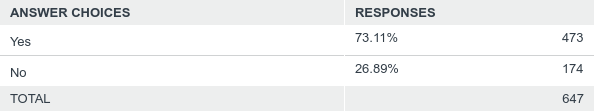 ANSWER CHOICES RESPONSES
Yes 73.11% 473
No 26.89% 174
TOTAL 647